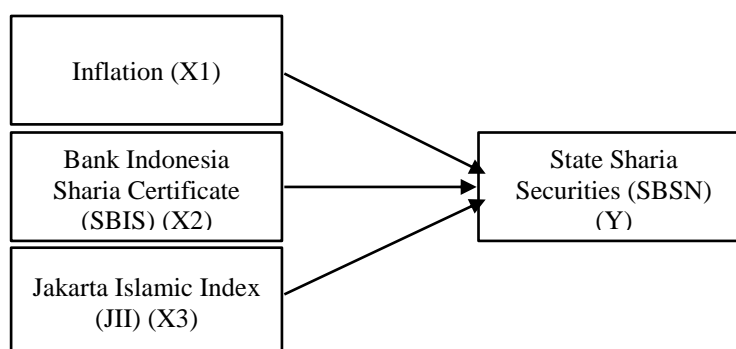 Inflation (X1)
Bank Indonesia
Sharia Certificate
(SBIS) (X2)
Jakarta Islamic Index
(JII) (X3)
State Sharia
Securities (SBSN)
(Y)